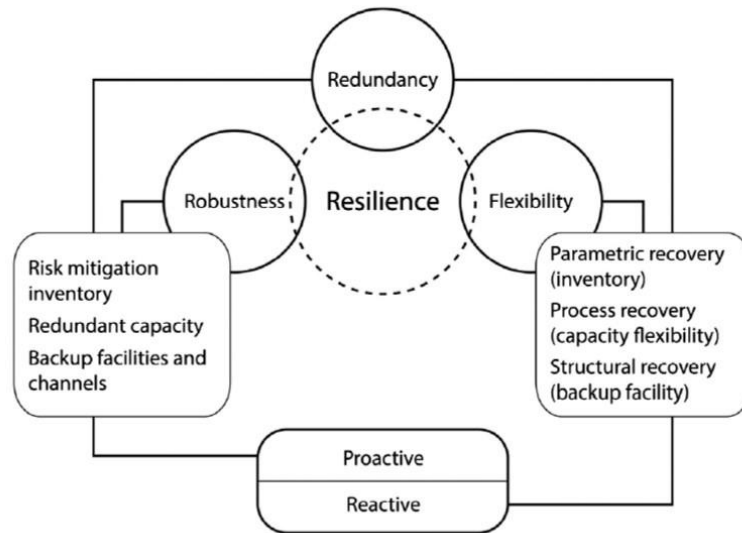 Redundancy
Robustness
Resilience
Flexibility
Risk mitigation
inventory
Redundant capacity
Backup facilities and
channels
Parametric recovery
(inventory)
Process recovery
(capacity flexibility)
Structural recovery
(backup facility)
Proactive
Reactive